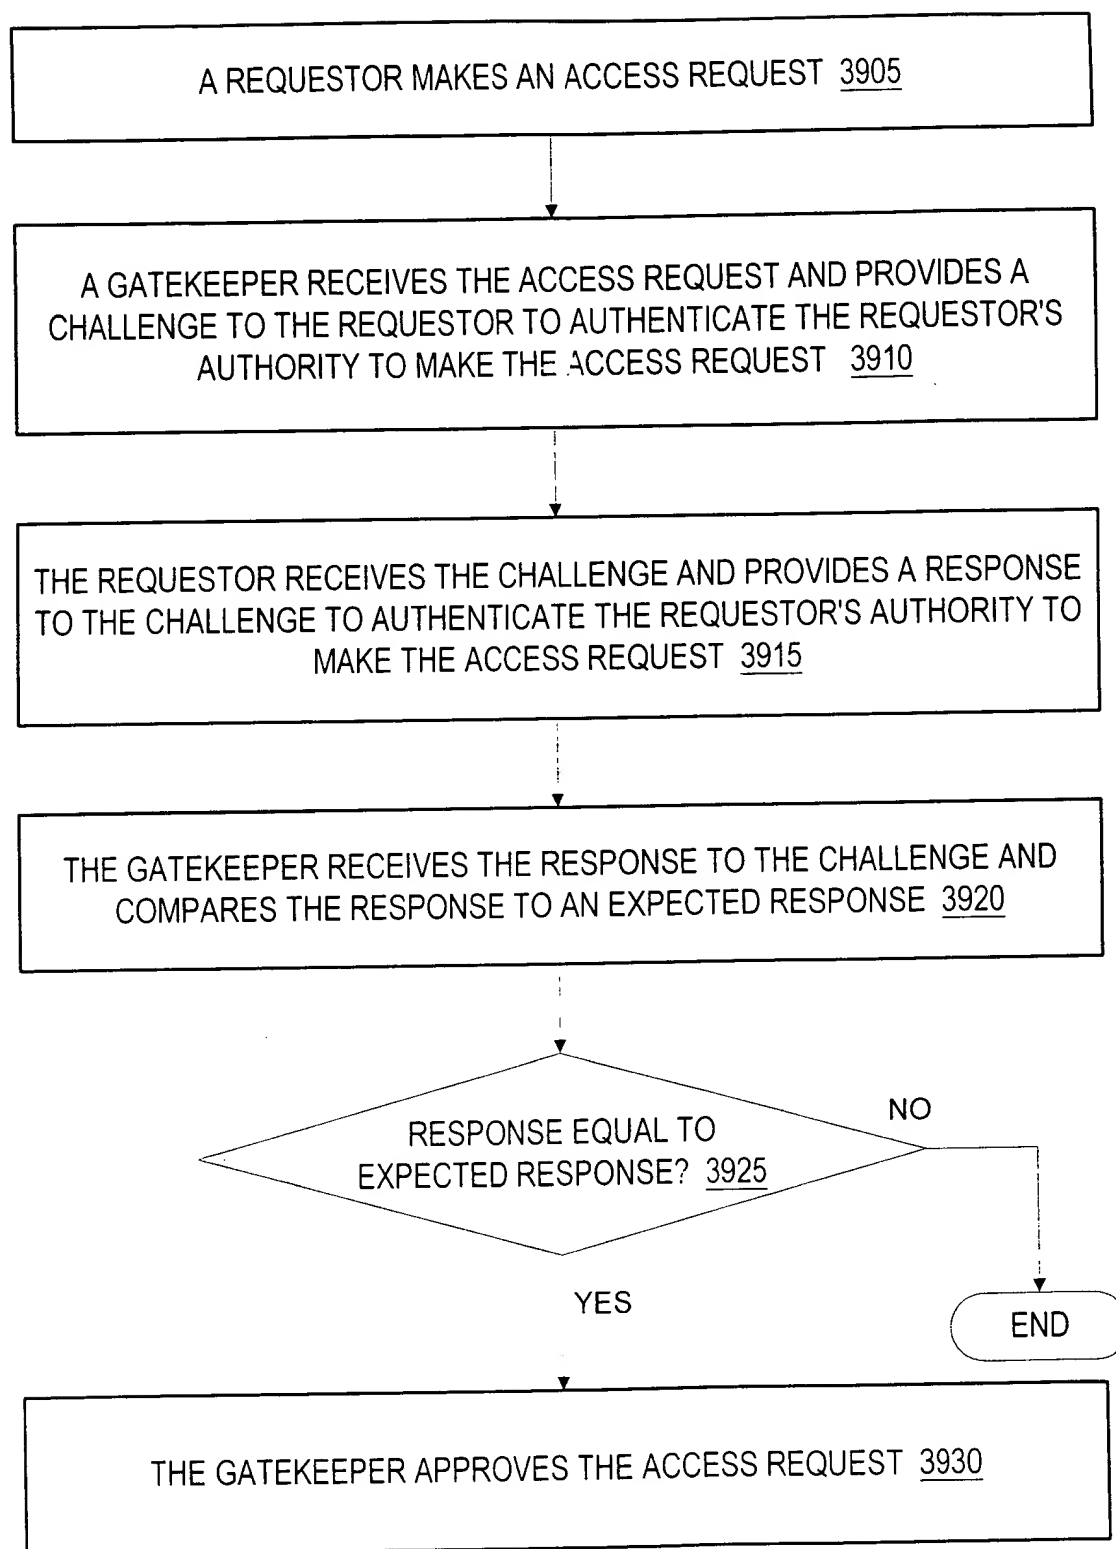 A REQUESTOR MAKES AN ACCESS REQUEST 3905
A GATEKEEPER RECEIVES THE ACCESS REQUEST AND PROVIDES A
CHALLENGE TO THE REQUESTOR TO AUTHENTICATE THE REQUESTOR'S
AUTHORITY TO MAKE THE ACCESS REQUEST 3910
THE REQUESTOR RECEIVES THE CHALLENGE AND PROVIDES A RESPONSE
TO THE CHALLENGE TO AUTHENTICATE THE REQUESTOR'S AUTHORITY TO
MAKE THE ACCESS REQUEST 3915
THE GATEKEEPER RECEIVES THE RESPONSE TO THE CHALLENGE AND
COMPARES THE RESPONSE TO AN EXPECTED RESPONSE 3920
NO
RESPONSE EQUAL TO
EXPECTED RESPONSE? 3925
YES
END
THE GATEKEEPER APPROVES THE ACCESS REQUEST 3930